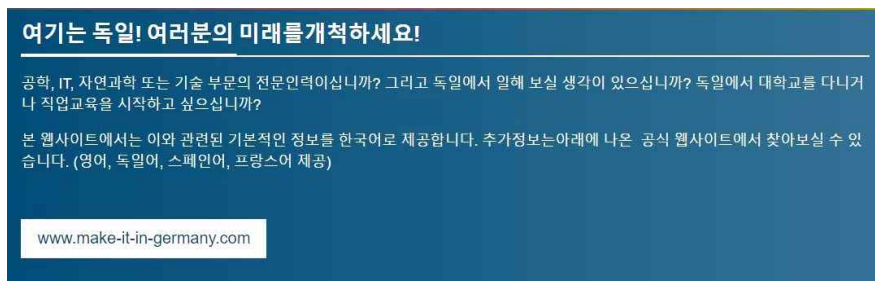 여기는 독일! 여러분의 미래를개척하세요!
공학, IT, 자연과학 또는 기술 부문의 전문인력이십니까? 그리고 독일에서 일해 보실 생각이 있으십니까? 독일에서 대학교를 다니거
나 직업교육을 시작하고 싶으십니까?
본 웹사이트에서는 이와 관련된 기본적인 정보를 한국어로 제공합니다. 추가정보는아래에 나온 공식 웹사이트에서 찾아보실 수 있
습니다. (영어, 독일어, 스페인어, 프랑스어 제공)
www.make-it-in-germany.com